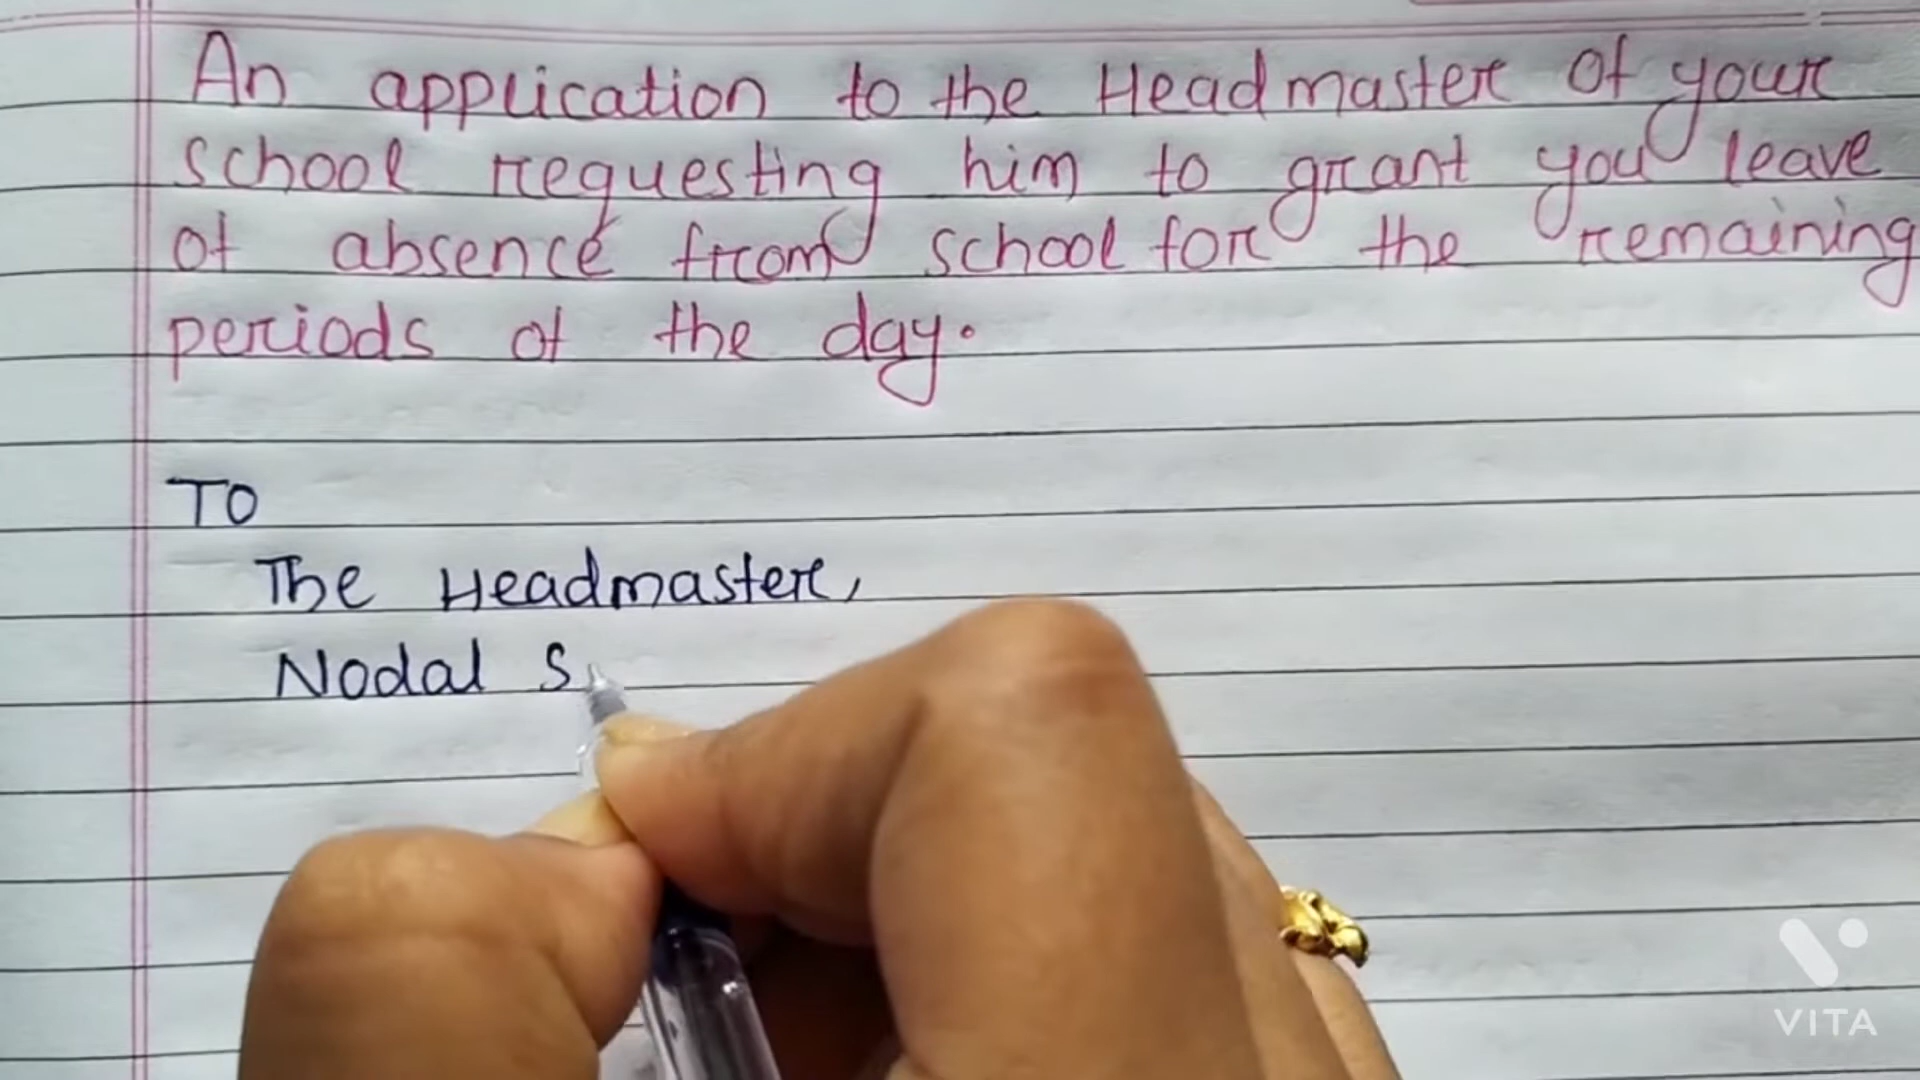 An application to the Headmaster of your
school requesting him to grant you leave
of absence from school for the remaining
periods of the day.
TO
The Headmaster,
Nodal S
VITA